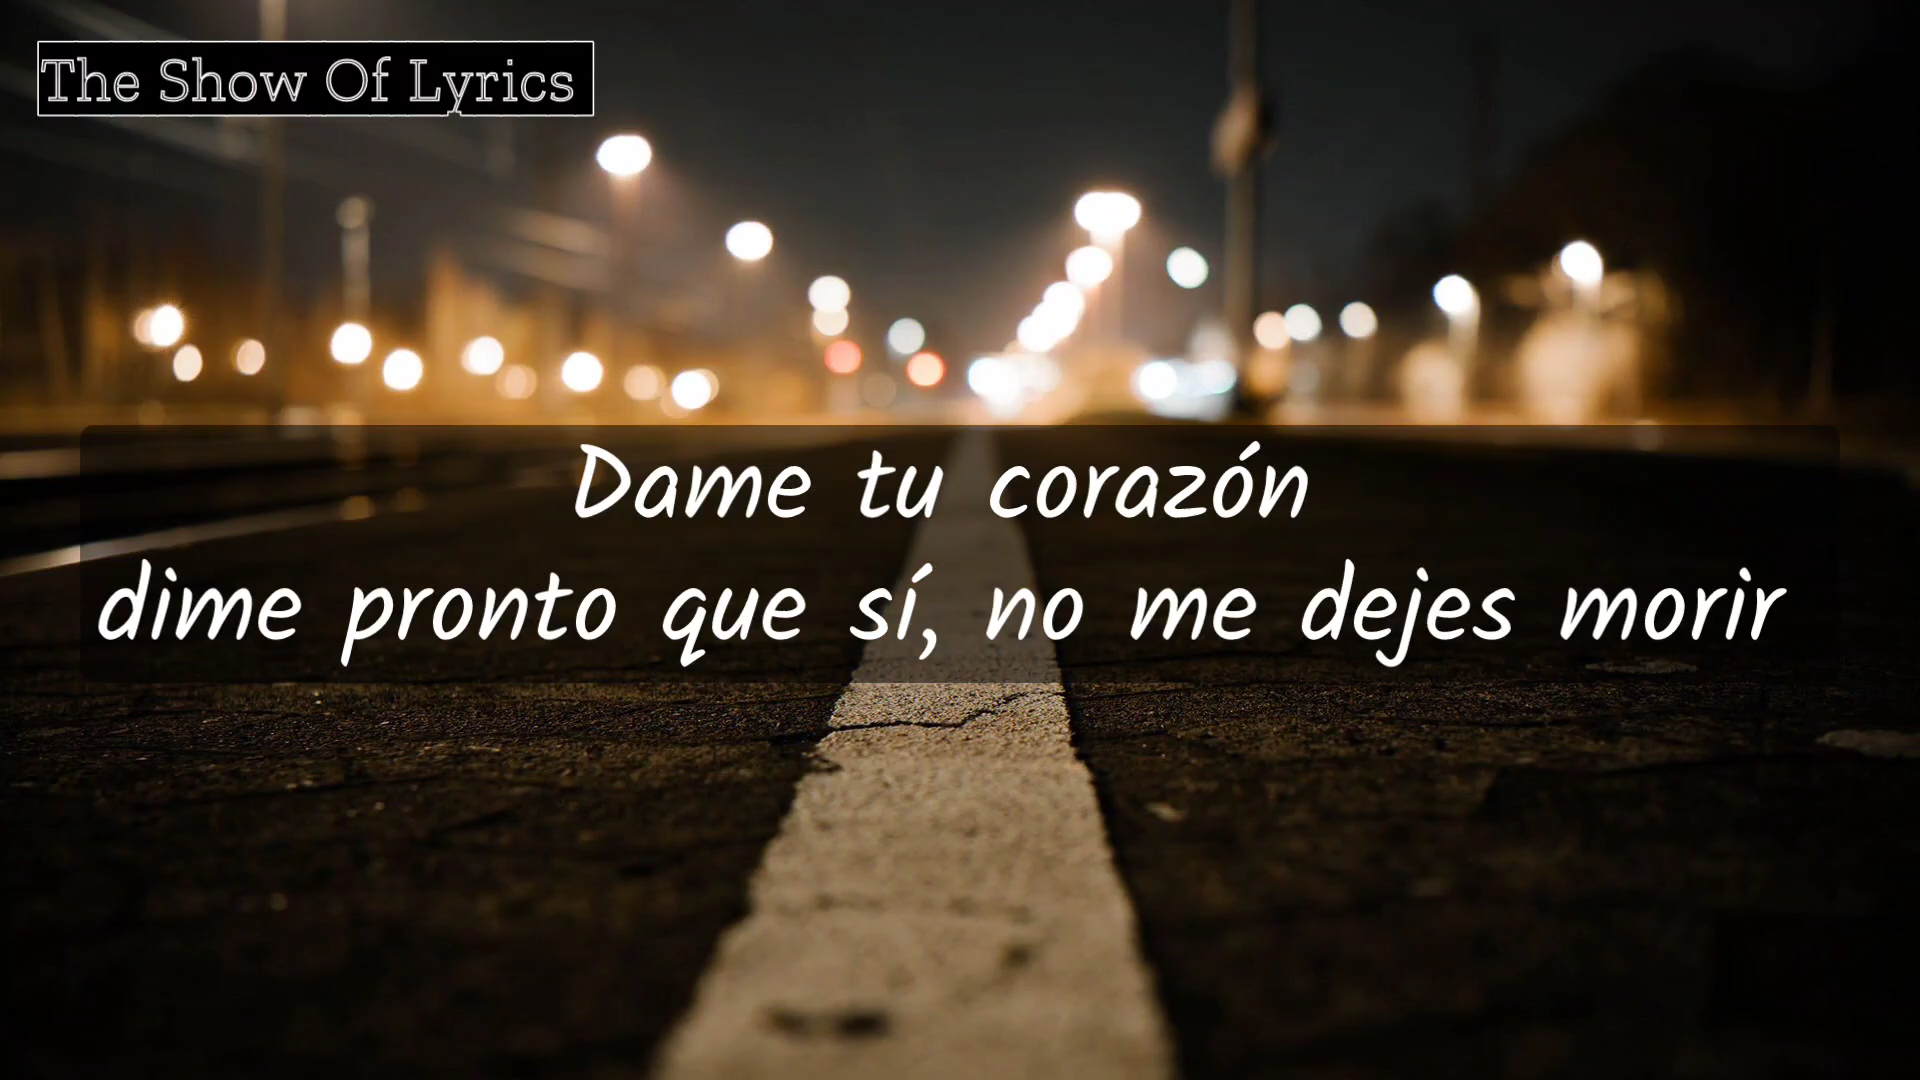 The Show Of Lyrics
Dame tu corazón
dime pronto que sí, no me dejes morir